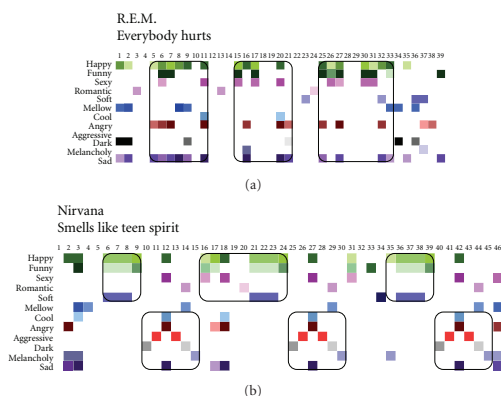 R.E.M.
Everybody hurts
1 2 3 4 5 6 7 8 9 10 11 12 13 14 15 16 17 18 19 20 21 22 23 24 25 26 27 28 29 30 31 32 33 34 35 36 37 38 39
Happy
Funny
Sexy
Romantic
Soft
Mellow
Cool
Angry
Aggressive
Dark
Melancholy
Sad
(a)
Nirvana
Smells like teen spirit
1 2 3 4 5 6 7 8 9 10 11 12 13 14 15 16 17 18 19 20 21 22 23 24 25 26 27 28 29 30 31 32 33 34 35 36 37 38 39 40 41 42 43 44 45 46
Happy
Funny
Sexy
Romantic
Soft
Mellow
Cool
Angry
Aggressive
Dark
Melancholy
Sad
(b)